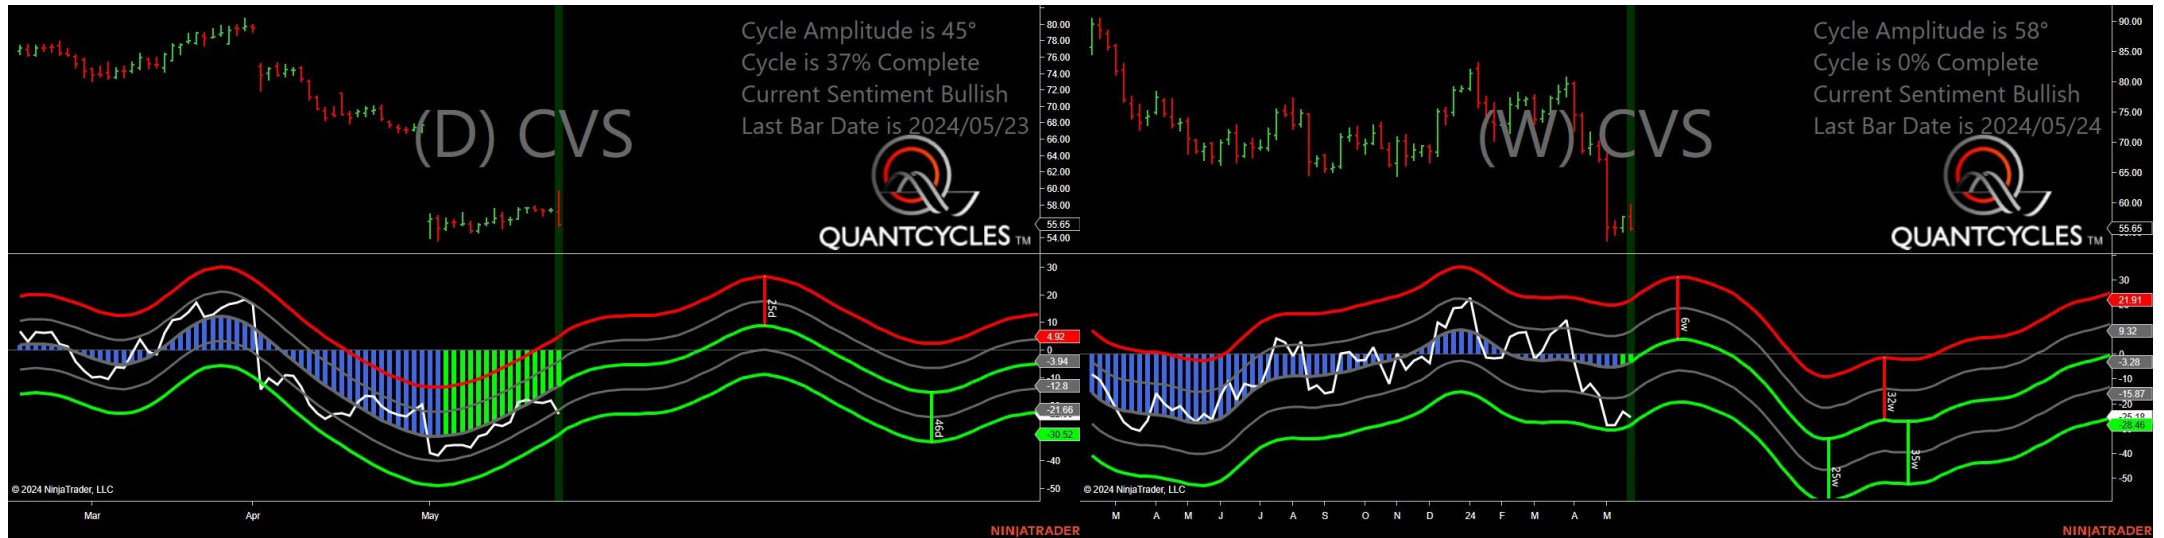 Cycle Amplitude is 45°
Cycle is 37% Complete
Current Sentiment Bullish
Last Bar Date is 2024/05/23
(D) CVS
QUANTCYCLES TM
80.00
78.00
76.00
74.00
72.00
70.00
68.00
66.00
64.00
62.00
60.00
58.00
55.65
54.00
30
20
10
4.92
0
-3.94
-10
-12.8
-21.66
-30.52
-40
-50
25d
46d
© 2024 NinjaTrader, LLC
Mar Apr May
NINJATRADER
Cycle Amplitude is 58°
Cycle is 0% Complete
Current Sentiment Bullish
Last Bar Date is 2024/05/24
(W) CVS
QUANTCYCLES TM
90.00
85.00
80.00
75.00
70.00
65.00
60.00
55.65
30
21.91
9.32
0
-3.28
-10
-15.87
-20
-25.18
-28.46
-40
-50
6w
32w
25w
35w
© 2024 NinjaTrader, LLC
M A M J J A S O N D 24 F M A M
NINJATRADER